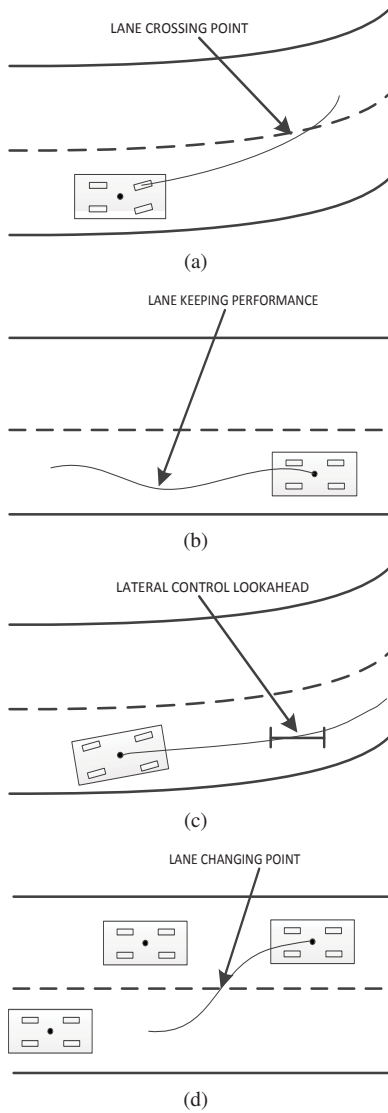 LANE CROSSING POINT
(a)
LANE KEEPING PERFORMANCE
(b)
LATERAL CONTROL LOOKAHEAD
(c)
LANE CHANGING POINT
(d)